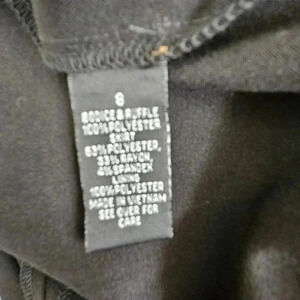 8
BODICE & RUFFLE
100% POLYESTER
SKIRT
63% POLYESTER,
33% RAYON,
4% SPANDEX
LINING
100% POLYESTER
MADE IN VIETNAM
SEE OVER FOR
CARE